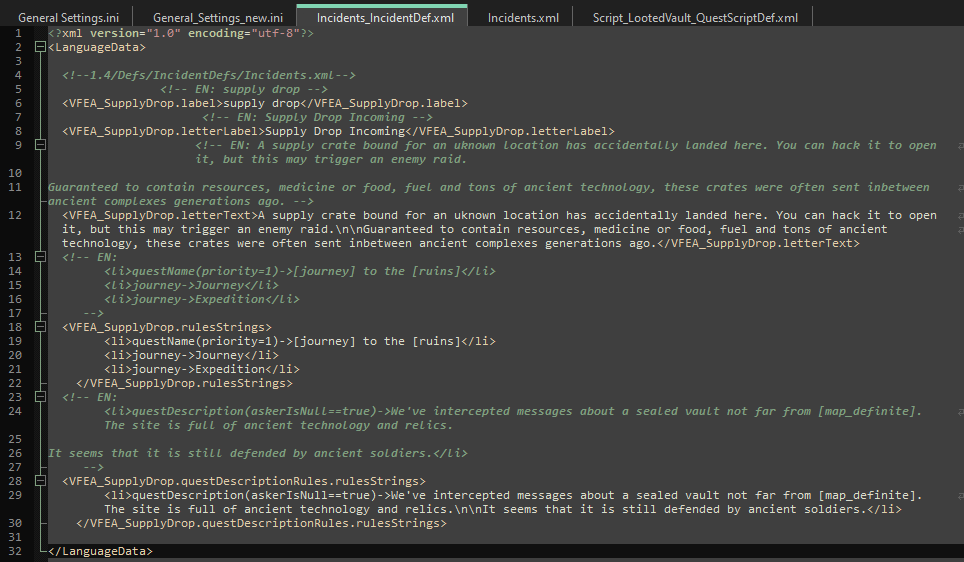 General Settings.ini General_Settings_new.ini Incidents_IncidentDef.xml Incidents.xml Script_LootedVault_QuestScriptDef.xml
1 <?xml version="1.0" encoding="utf-8"?>
2 <LanguageData>
3
4 <!--1.4/Defs/IncidentDefs/Incidents.xml-->
5 <!-- EN: supply drop -->
6 <VFEA_SupplyDrop.label>supply drop</VFEA_SupplyDrop.label>
7 <!-- EN: Supply Drop Incoming -->
8 <VFEA_SupplyDrop.letterLabel>Supply Drop Incoming</VFEA_SupplyDrop.letterLabel>
9 <!-- EN: A supply crate bound for an uknown location has accidentally landed here. You can hack it to open
it, but this may trigger an enemy raid.
10
11 Guaranteed to contain resources, medicine or food, fuel and tons of ancient technology, these crates were often sent inbetween
ancient complexes generations ago. -->
12 <VFEA_SupplyDrop.letterText>A supply crate bound for an uknown location has accidentally landed here. You can hack it to open
it, but this may trigger an enemy raid.\n\nGuaranteed to contain resources, medicine or food, fuel and tons of ancient
technology, these crates were often sent inbetween ancient complexes generations ago.</VFEA_SupplyDrop.letterText>
13 <!-- EN:
14 <li>questName(priority=1)->[journey] to the [ruins]</li>
15 <li>journey->Journey</li>
16 <li>journey->Expedition</li>
17 -->
18 <VFEA_SupplyDrop.rulesStrings>
19 <li>questName(priority=1)->[journey] to the [ruins]</li>
20 <li>journey->Journey</li>
21 <li>journey->Expedition</li>
22 </VFEA_SupplyDrop.rulesStrings>
23 <!-- EN:
24 <li>questDescription(askerIsNull==true)->We've intercepted messages about a sealed vault not far from [map_definite].
The site is full of ancient technology and relics.
25
26 It seems that it is still defended by ancient soldiers.</li>
27 -->
28 <VFEA_SupplyDrop.questDescriptionRules.rulesStrings>
29 <li>questDescription(askerIsNull==true)->We've intercepted messages about a sealed vault not far from [map_definite].
The site is full of ancient technology and relics.\n\nIt seems that it is still defended by ancient soldiers.</li>
30 </VFEA_SupplyDrop.questDescriptionRules.rulesStrings>
31
32 </LanguageData>